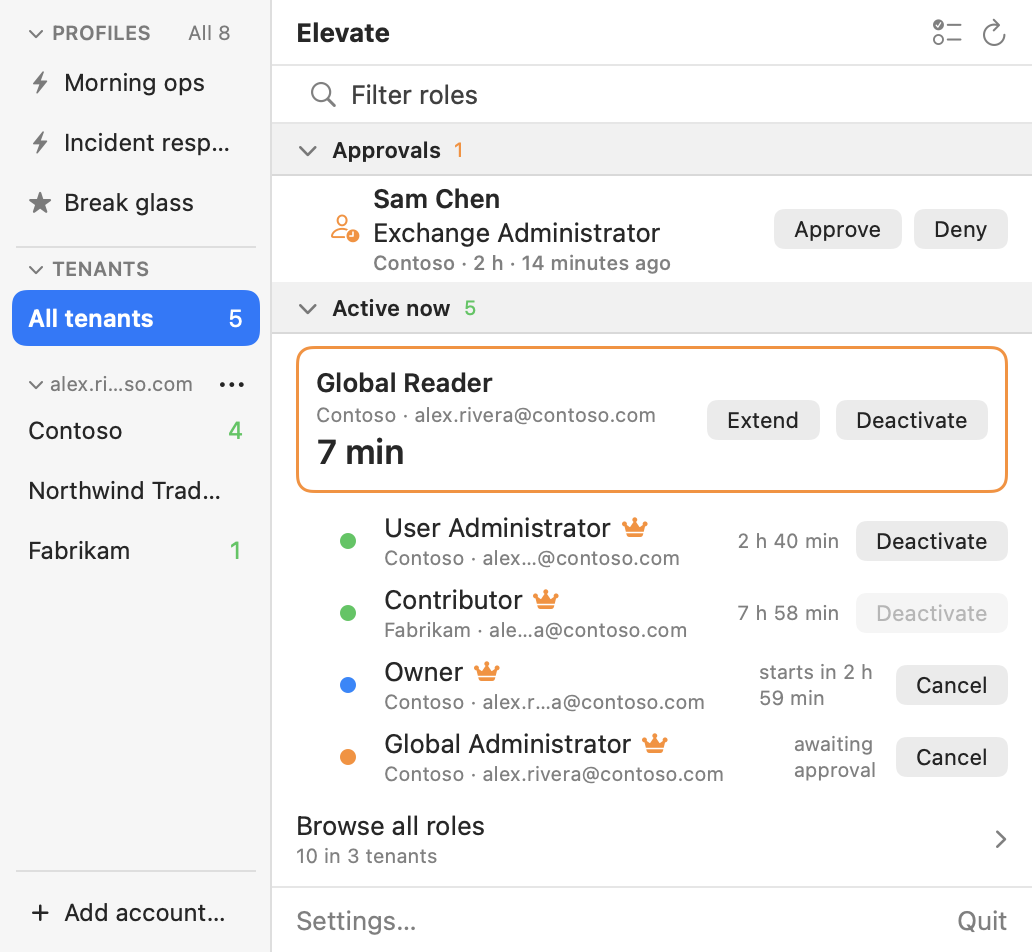 PROFILES All 8
Morning ops
Incident resp...
Break glass
TENANTS
All tenants 5
alex.ri...so.com
Contoso 4
Northwind Trad...
Fabrikam 1
+ Add account...
Elevate
Filter roles
Approvals 1
Sam Chen
Exchange Administrator
Contoso · 2 h · 14 minutes ago
Approve Deny
Active now 5
Global Reader
Contoso · alex.rivera@contoso.com
7 min
Extend Deactivate
User Administrator
Contoso · alex...@contoso.com
2 h 40 min Deactivate
Contributor
Fabrikam · ale...a@contoso.com
7 h 58 min Deactivate
Owner
Contoso · alex.r...a@contoso.com
starts in 2 h
59 min
Cancel
Global Administrator
Contoso · alex.rivera@contoso.com
awaiting
approval
Cancel
Browse all roles
10 in 3 tenants
Settings... Quit